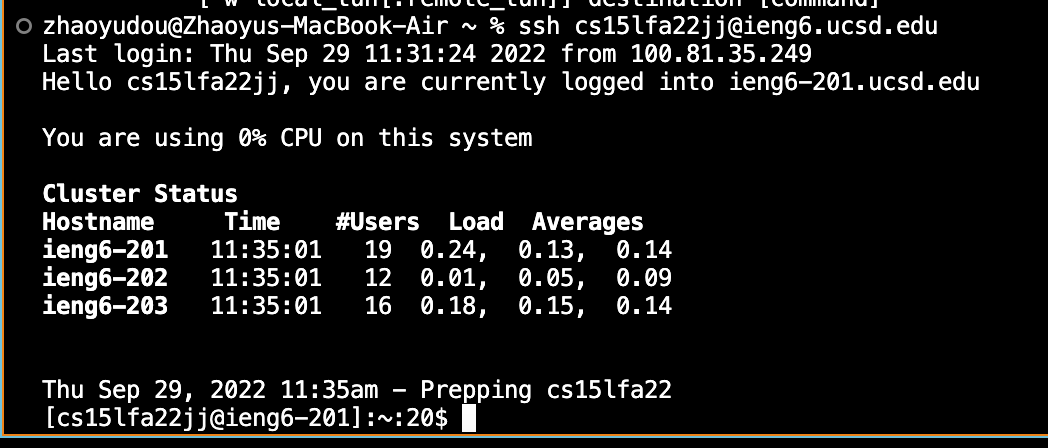 [-w local_tun[:remote_tun]] destination [command]
zhaoyudou@Zhaoyus-MacBook-Air ~ % ssh cs15lfa22jj@ieng6.ucsd.edu
Last login: Thu Sep 29 11:31:24 2022 from 100.81.35.249
Hello cs15lfa22jj, you are currently logged into ieng6-201.ucsd.edu
You are using 0% CPU on this system
Cluster Status
Hostname     Time    #Users  Load  Averages
ieng6-201   11:35:01   19  0.24,  0.13,  0.14
ieng6-202   11:35:01   12  0.01,  0.05,  0.09
ieng6-203   11:35:01   16  0.18,  0.15,  0.14
Thu Sep 29, 2022 11:35am - Prepping cs15lfa22
[cs15lfa22jj@ieng6-201]:~:20$